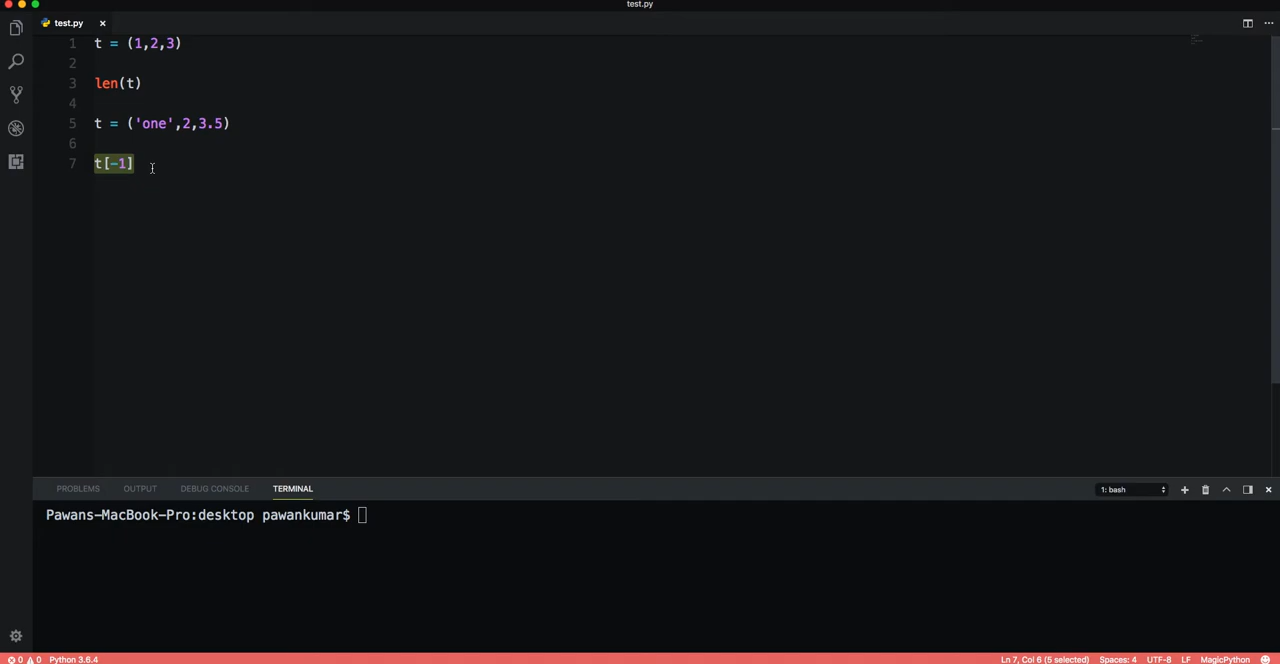 test.py
test.py
1 t = (1,2,3)
2
3 len(t)
4
5 t = ('one',2,3.5)
6
7 t[-1]
PROBLEMS OUTPUT DEBUG CONSOLE TERMINAL 1: bash
Pawans-MacBook-Pro:desktop pawankumar$
0 0 Python 3.6.4 Ln 7, Col 6 (5 selected) Spaces: 4 UTF-8 LF MagicPython